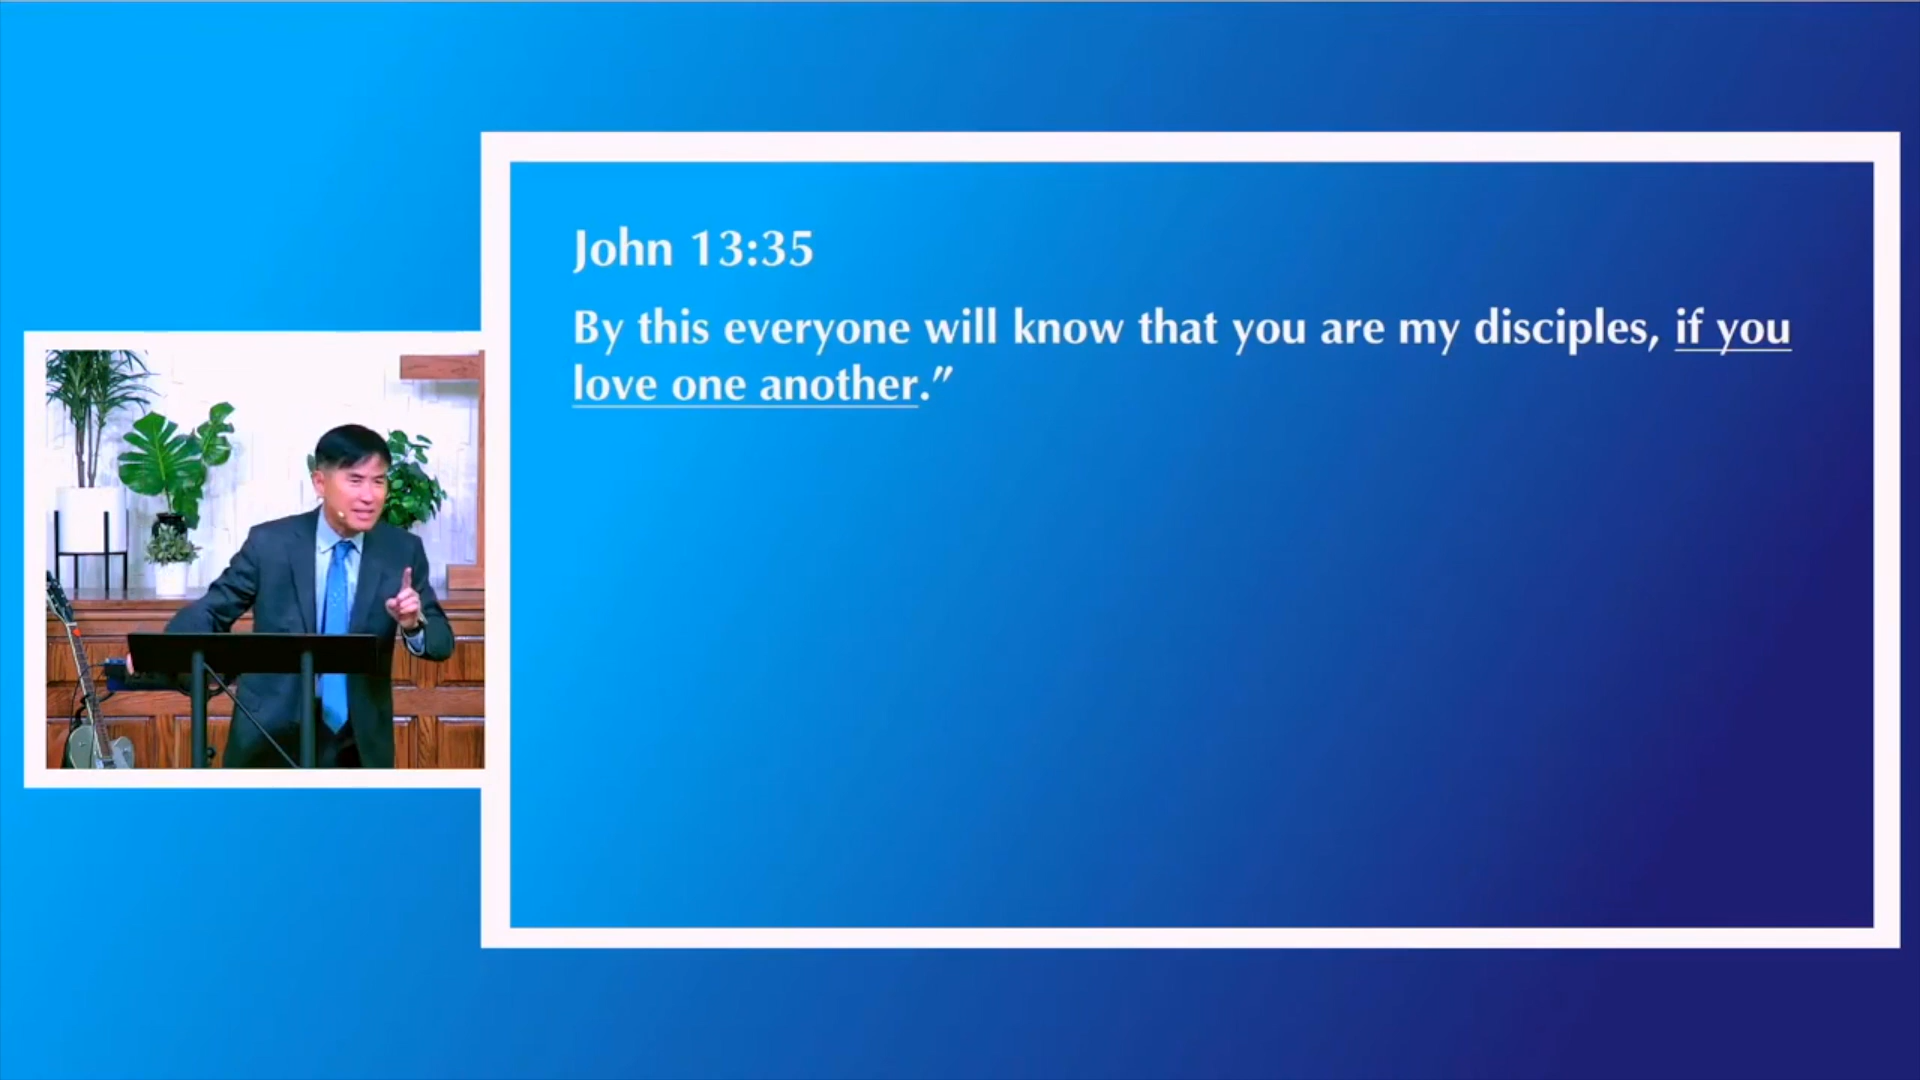 John 13:35
By this everyone will know that you are my disciples, if you
love one another.”